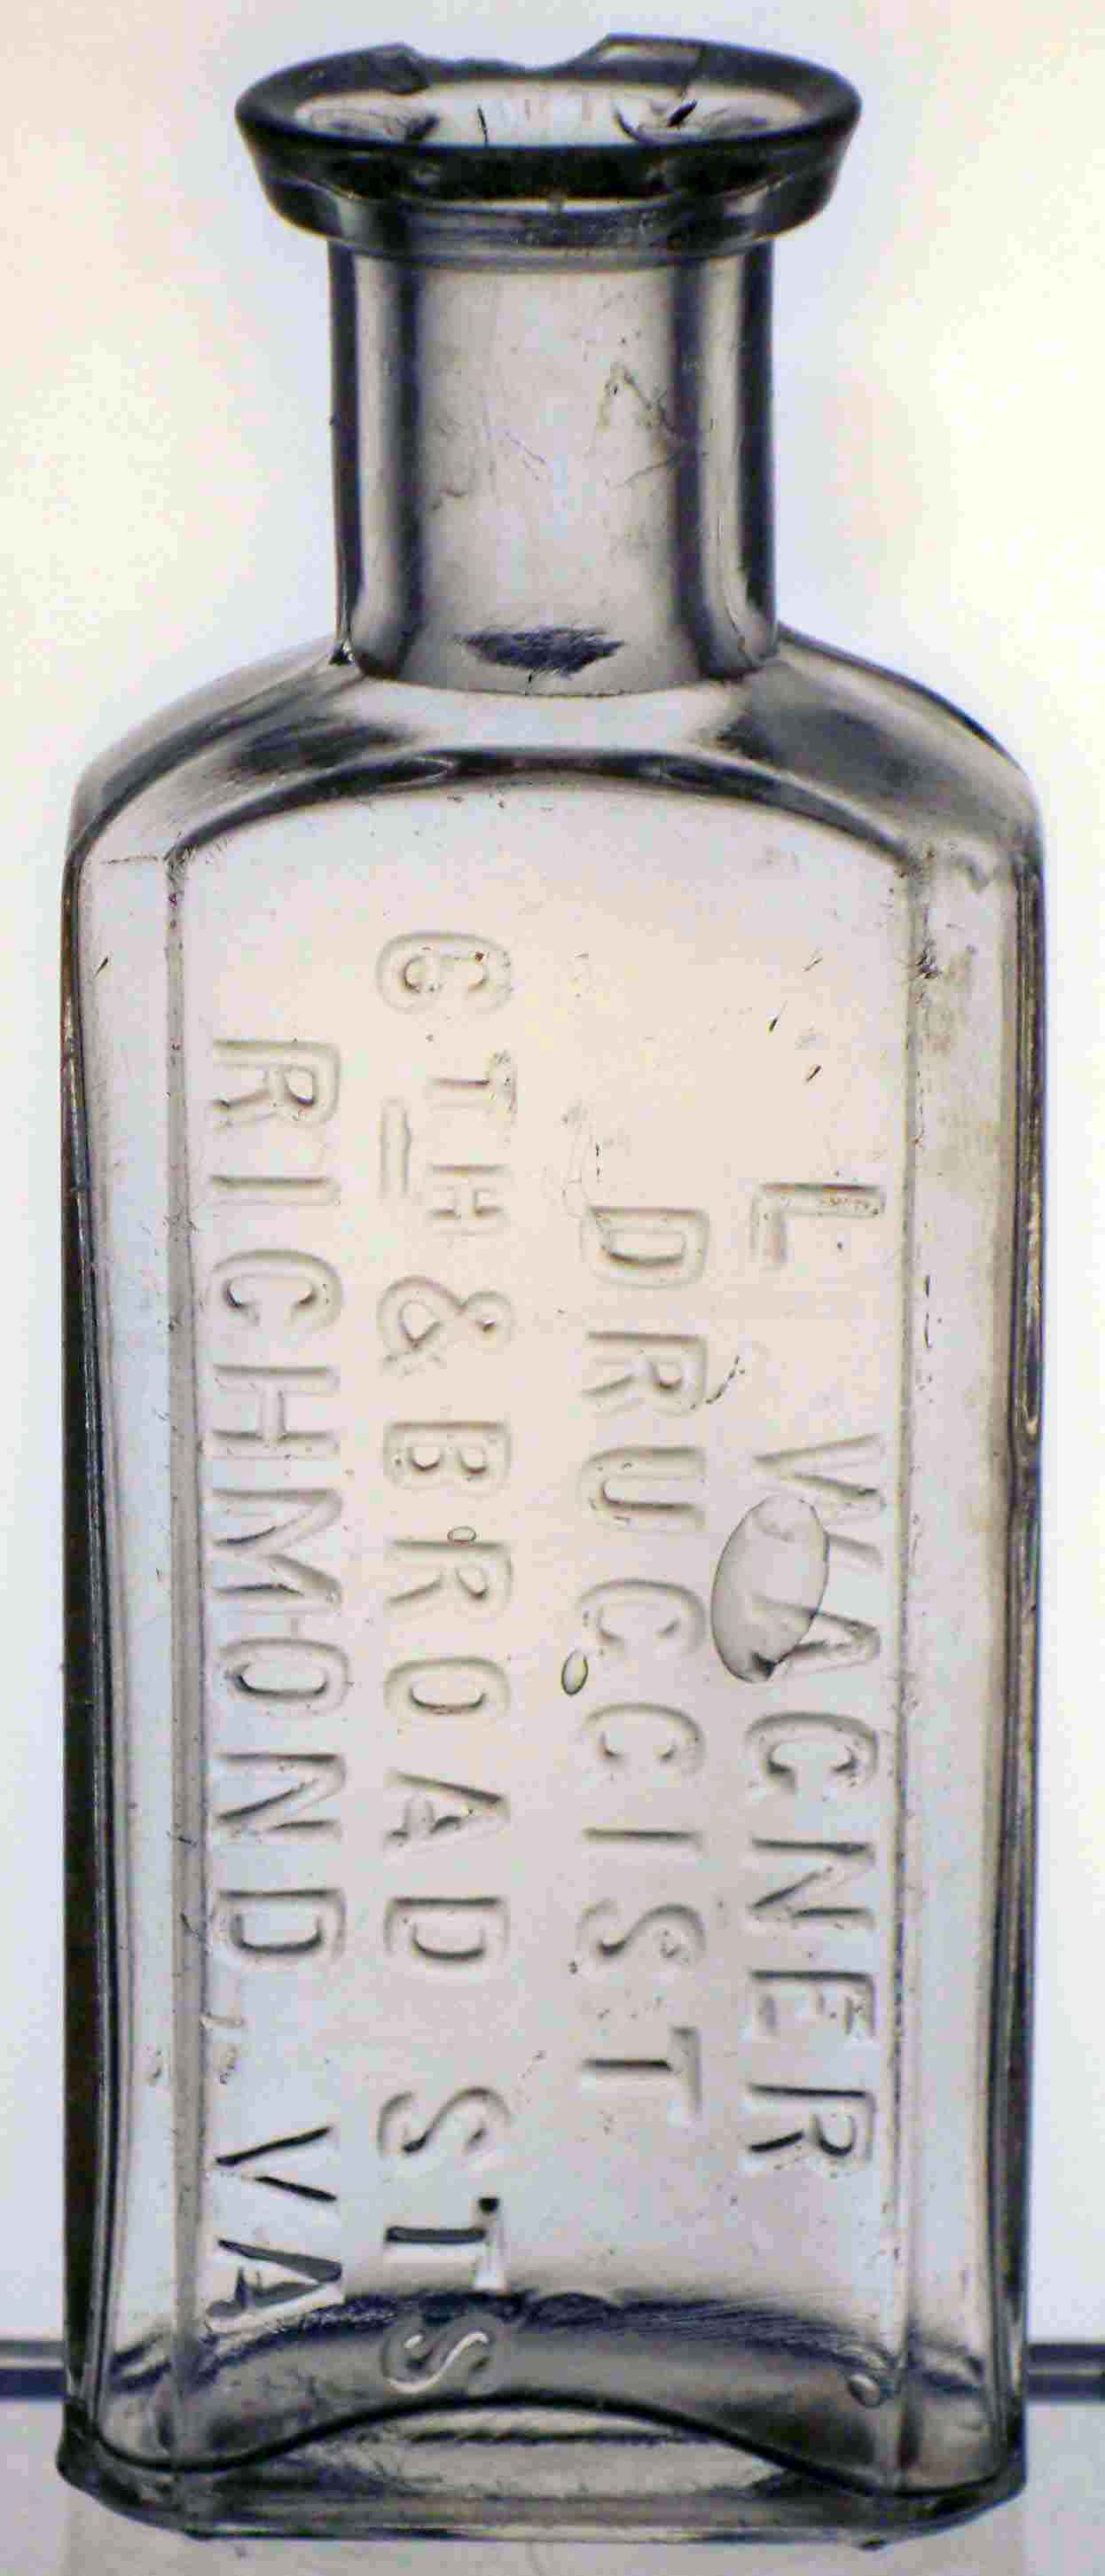 L WAGNER
DRUGGIST
6TH & BROAD STS
RICHMOND, VA